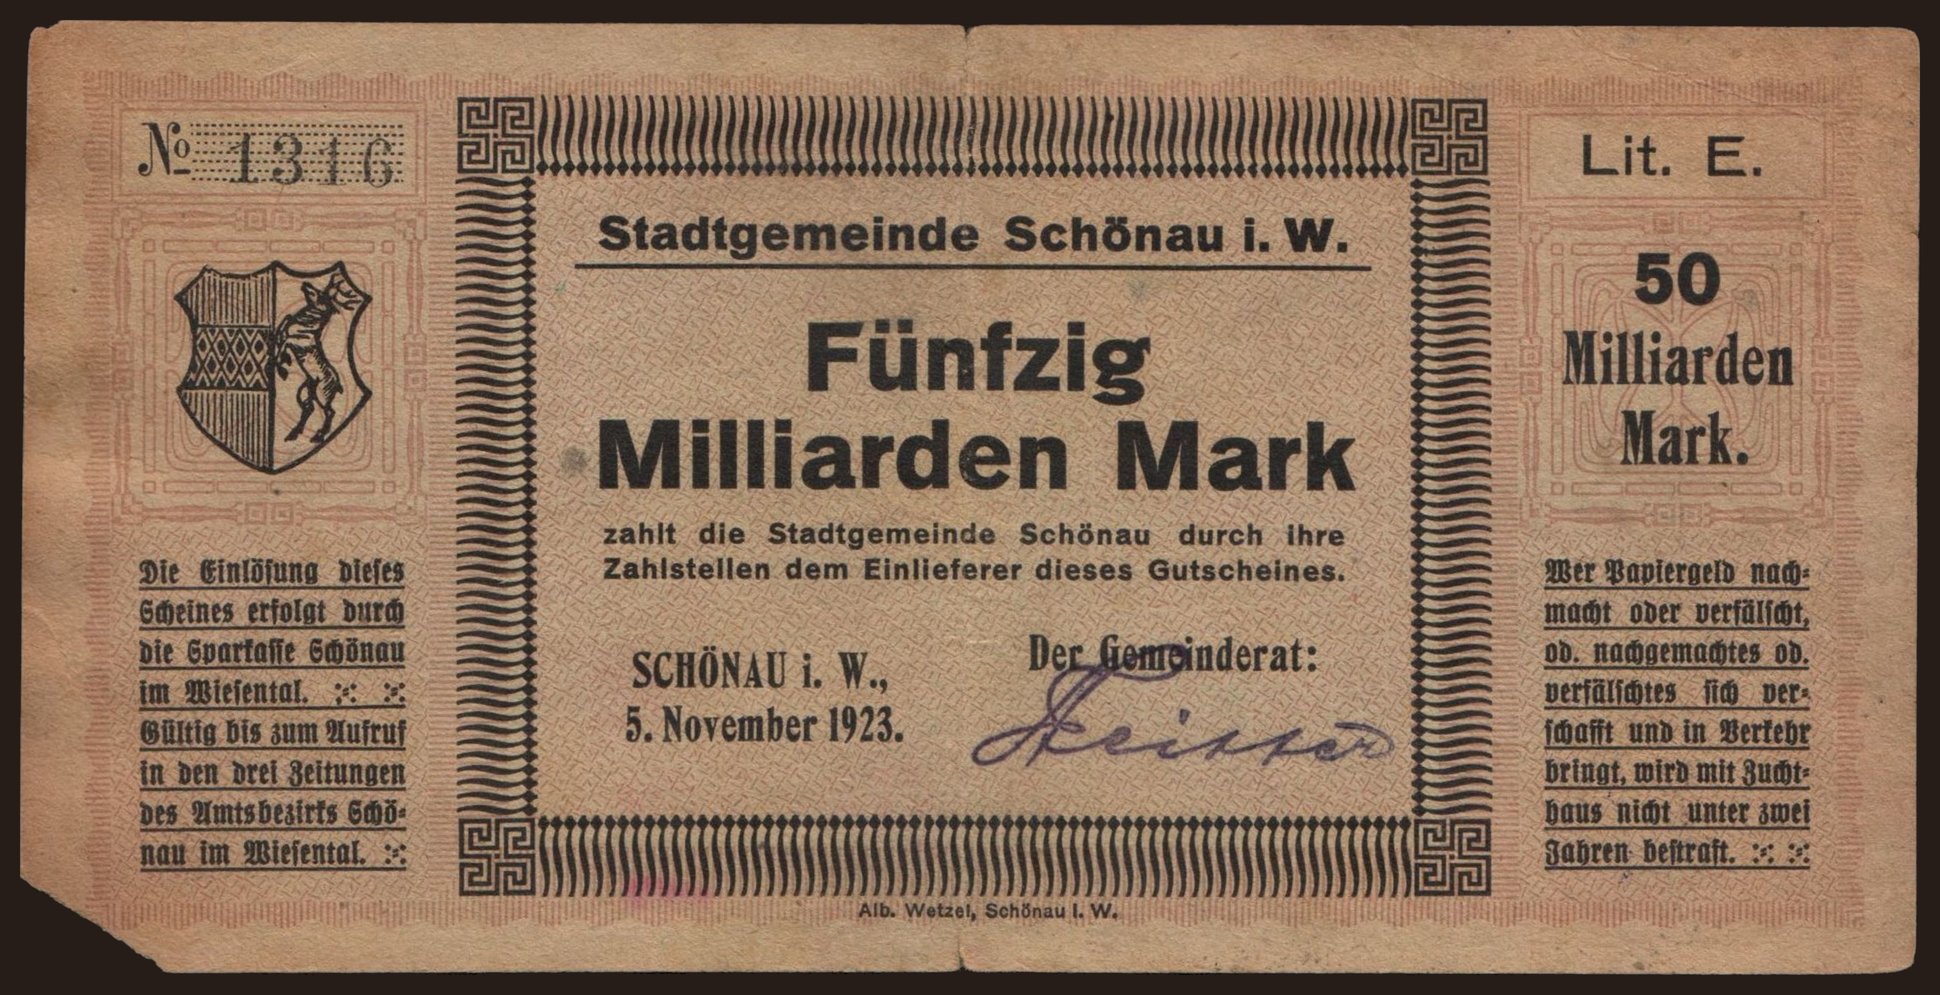 No 1316
Die Einlösung dieses
Scheines erfolgt durch
die Sparkasse Schönau
im Wiesental.
Gültig bis zum Aufruf
in den drei Zeitungen
des Amtsbezirks Schö-
nau im Wiesental.
Stadtgemeinde Schönau i. W.
Fünfzig
Milliarden Mark
zahlt die Stadtgemeinde Schönau durch ihre
Zahlstellen dem Einlieferer dieses Gutscheines.
SCHÖNAU i. W.,
5. November 1923.
Der Gemeinderat:
Alb. Wetzel, Schönau i. W.
Lit. E.
50
Milliarden
Mark.
Wer Papiergeld nach-
macht oder verfälscht,
od. nachgemachtes od.
verfälschtes sich ver-
schafft und in Verkehr
bringt, wird mit Zucht-
haus nicht unter zwei
Jahren bestraft.